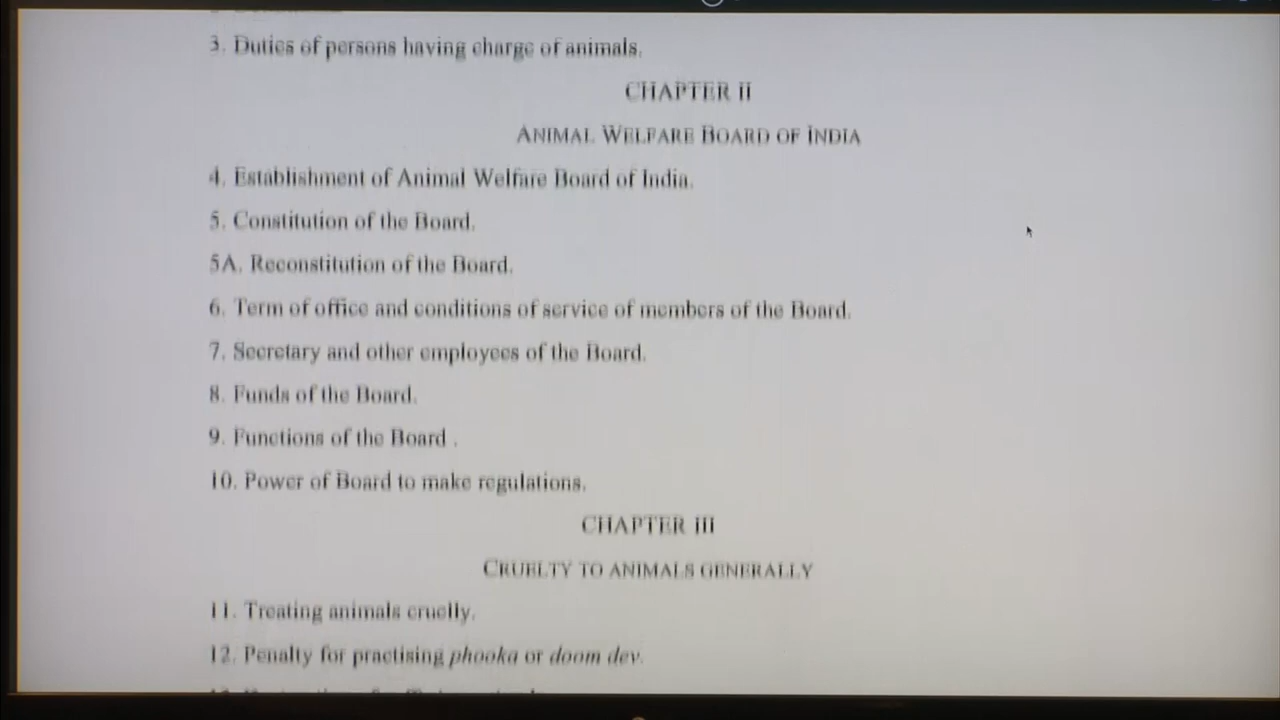 3. Duties of persons having charge of animals.
CHAPTER II
ANIMAL WELFARE BOARD OF INDIA
4. Establishment of Animal Welfare Board of India.
5. Constitution of the Board.
5A. Reconstitution of the Board.
6. Term of office and conditions of service of members of the Board.
7. Secretary and other employees of the Board.
8. Funds of the Board.
9. Functions of the Board .
10. Power of Board to make regulations.
CHAPTER III
CRUELTY TO ANIMALS GENERALLY
11. Treating animals cruelly.
12. Penalty for practising phooka or doom dev.